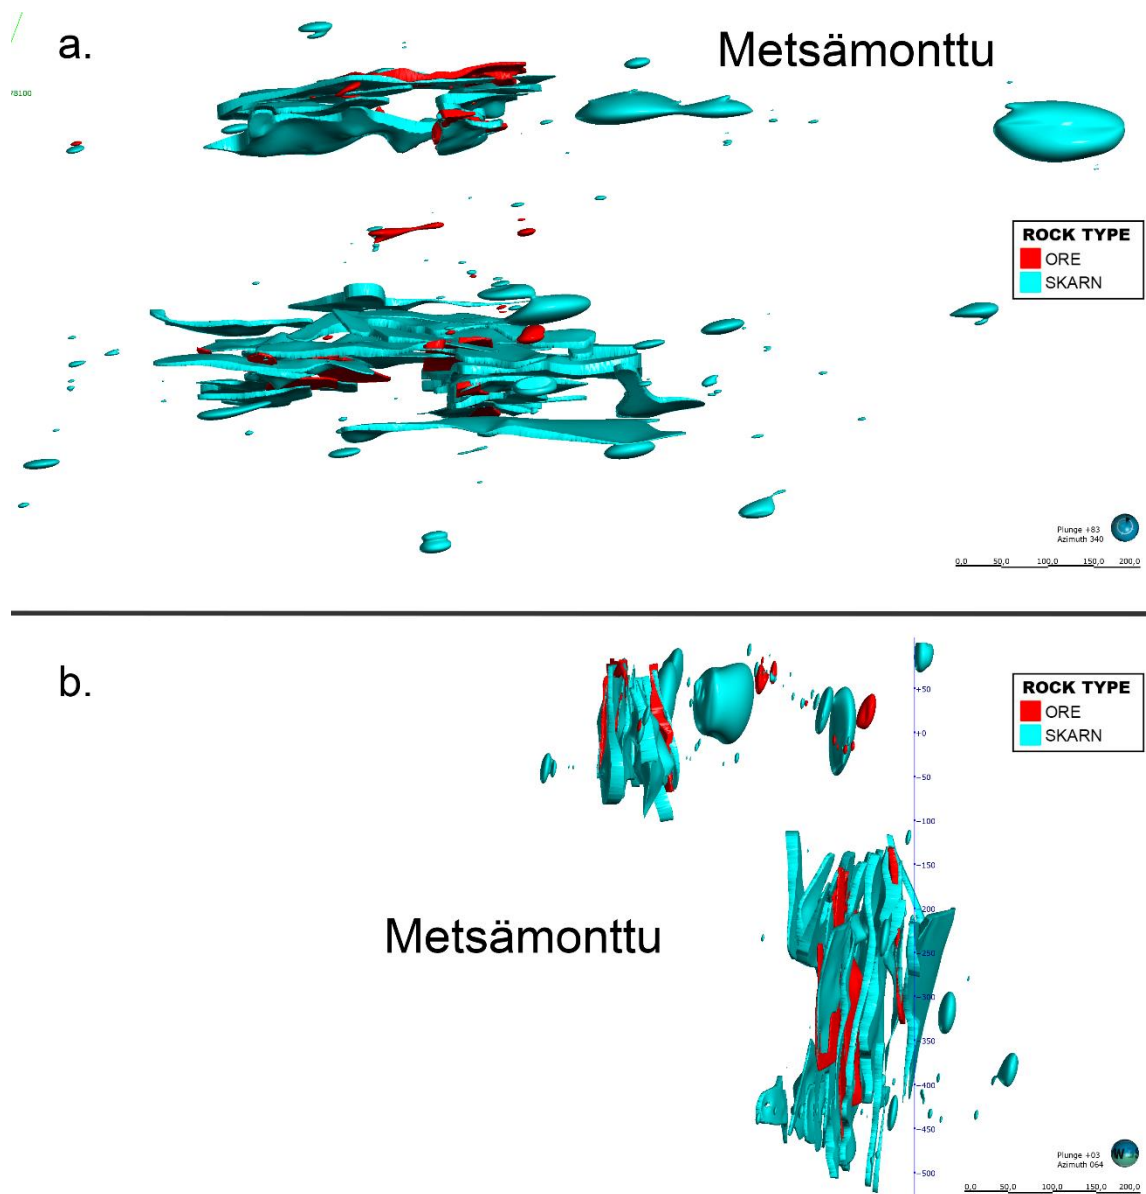 a.
Metsämonttu
ROCK TYPE
ORE
SKARN
Plunge +83
Azimuth 340
0,0 50,0 100,0 150,0 200,0
b.
ROCK TYPE
ORE
SKARN
+50
+0
-50
-100
-150
-200
-250
-300
-350
-400
-450
-500
Metsämonttu
Plunge +03
Azimuth 064
W
0,0 50,0 100,0 150,0 200,0